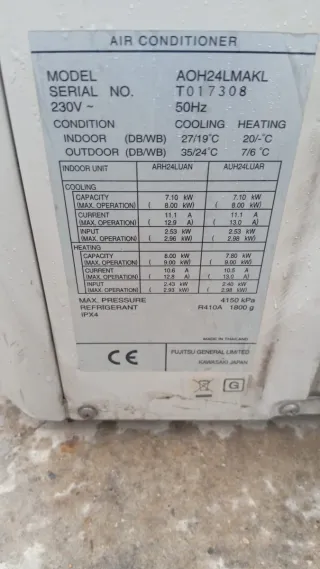 AIR CONDITIONER
MODEL AOH24LMAKL
SERIAL NO. T017308
230V ~ 50Hz
CONDITION COOLING HEATING
INDOOR (DB/WB) 27/19°C 20/-°C
OUTDOOR (DB/WB) 35/24°C 7/6 °C
INDOOR UNIT ARH24LUAN AUH24LUAR
COOLING
CAPACITY 7.10 kW 7.10 kW
(MAX. OPERATION) ( 8.00 kW) ( 8.00 kW)
CURRENT 11.1 A 11.1 A
(MAX. OPERATION) ( 12.9 A) ( 13.0 A)
INPUT 2.53 kW 2.53 kW
(MAX. OPERATION) ( 2.96 kW) ( 2.98 kW)
HEATING
CAPACITY 8.00 kW 7.80 kW
(MAX. OPERATION) ( 9.00 kW) ( 9.00 kW)
CURRENT 10.6 A 10.5 A
(MAX. OPERATION) ( 12.8 A) ( 13.0 A)
INPUT 2.43 kW 2.40 kW
(MAX. OPERATION) ( 2.93 kW) ( 2.98 kW)
MAX. PRESSURE 4150 kPa
REFRIGERANT R410A 1800 g
IPX4
MADE IN THAILAND
CE
FUJITSU GENERAL LIMITED
KAWASAKI JAPAN
G